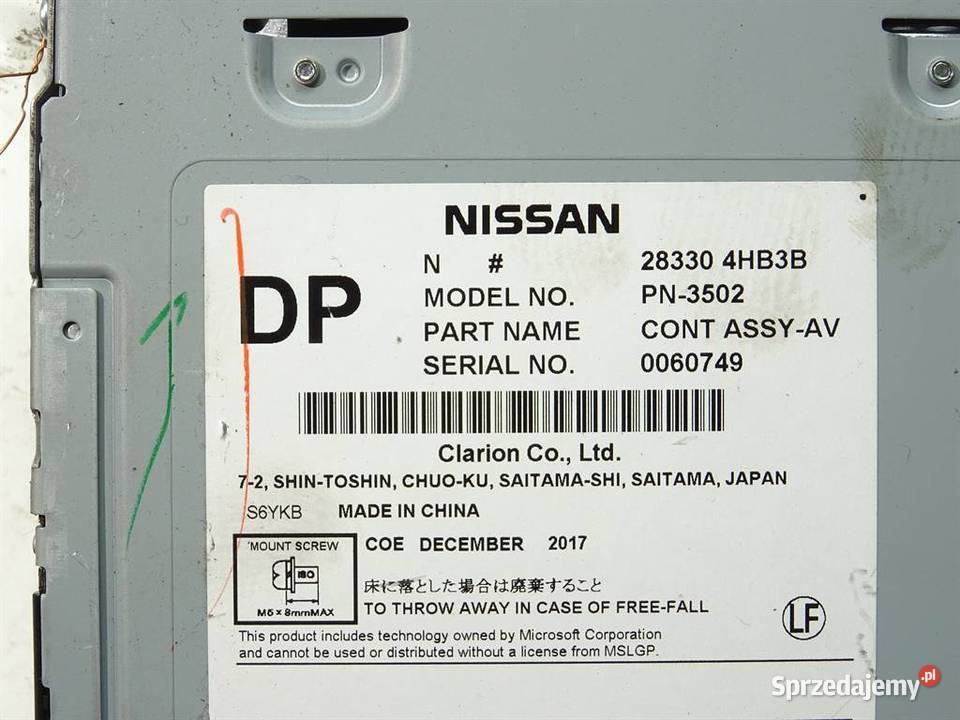 NISSAN
N # 28330 4HB3B
DP
MODEL NO. PN-3502
PART NAME CONT ASSY-AV
SERIAL NO. 0060749
Clarion Co., Ltd.
7-2, SHIN-TOSHIN, CHUO-KU, SAITAMA-SHI, SAITAMA, JAPAN
S6YKB MADE IN CHINA
MOUNT SCREW
ISO
M5 x 8mmMAX
COE DECEMBER 2017
床に落とした場合は廃棄すること
TO THROW AWAY IN CASE OF FREE-FALL
LF
This product includes technology owned by Microsoft Corporation
and cannot be used or distributed without a license from MSLGP.
Sprzedajemy.pl